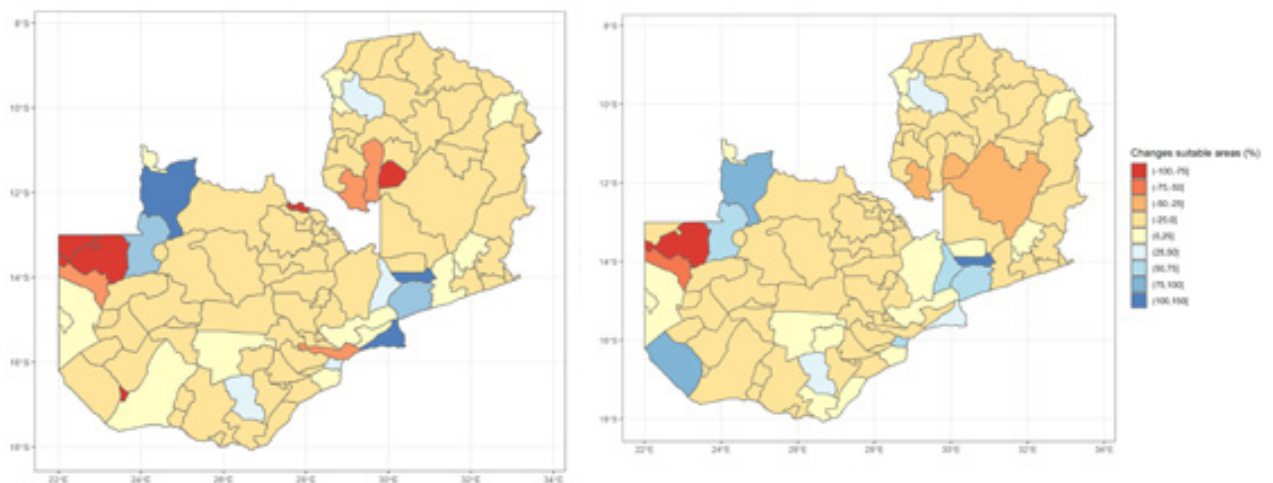 8°S
10°S
12°S
14°S
16°S
18°S
22°E 24°E 26°E 28°E 30°E 32°E 34°E
8°S
10°S
12°S
14°S
16°S
18°S
22°E 24°E 26°E 28°E 30°E 32°E 34°E
Changes suitable areas (%)
(-100,-75]
(-75,-50]
(-50,-25]
(-25,0]
(0,25]
(25,50]
(50,75]
(75,100]
(100,150]